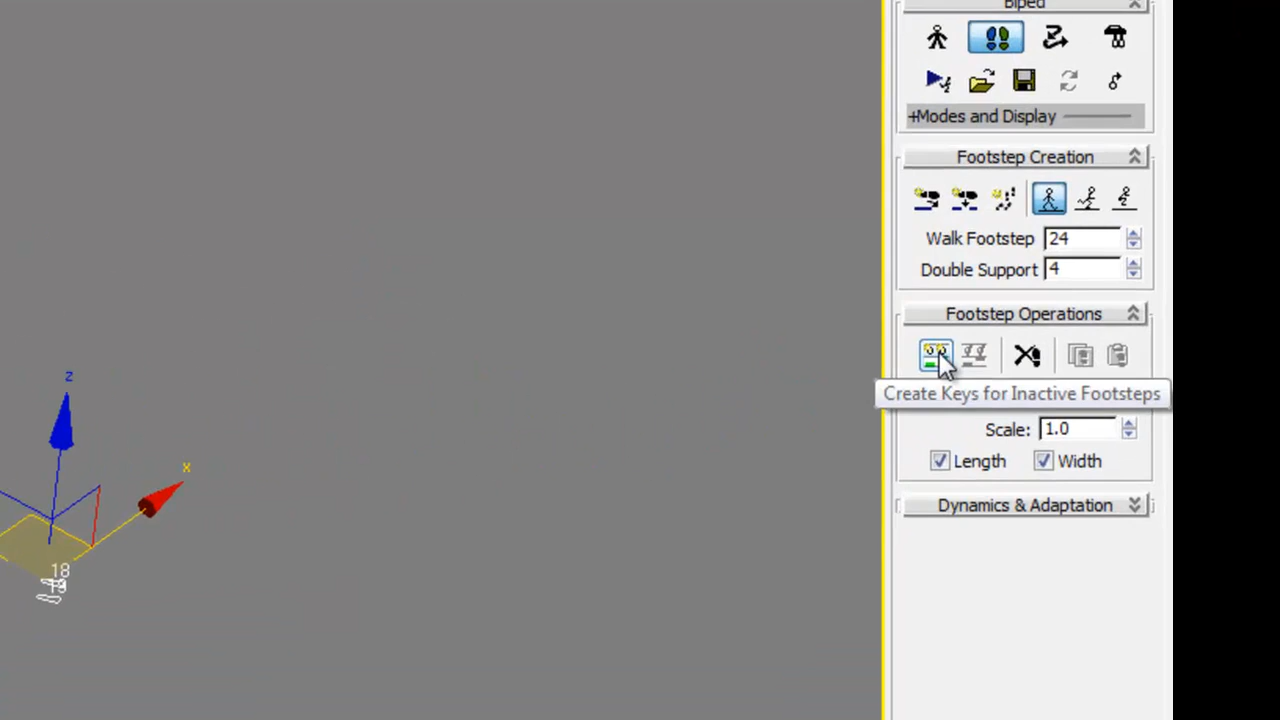 Biped
+Modes and Display
Footstep Creation
Walk Footstep 24
Double Support 4
Footstep Operations
Create Keys for Inactive Footsteps
Scale: 1.0
Length Width
Dynamics & Adaptation
z
x
18